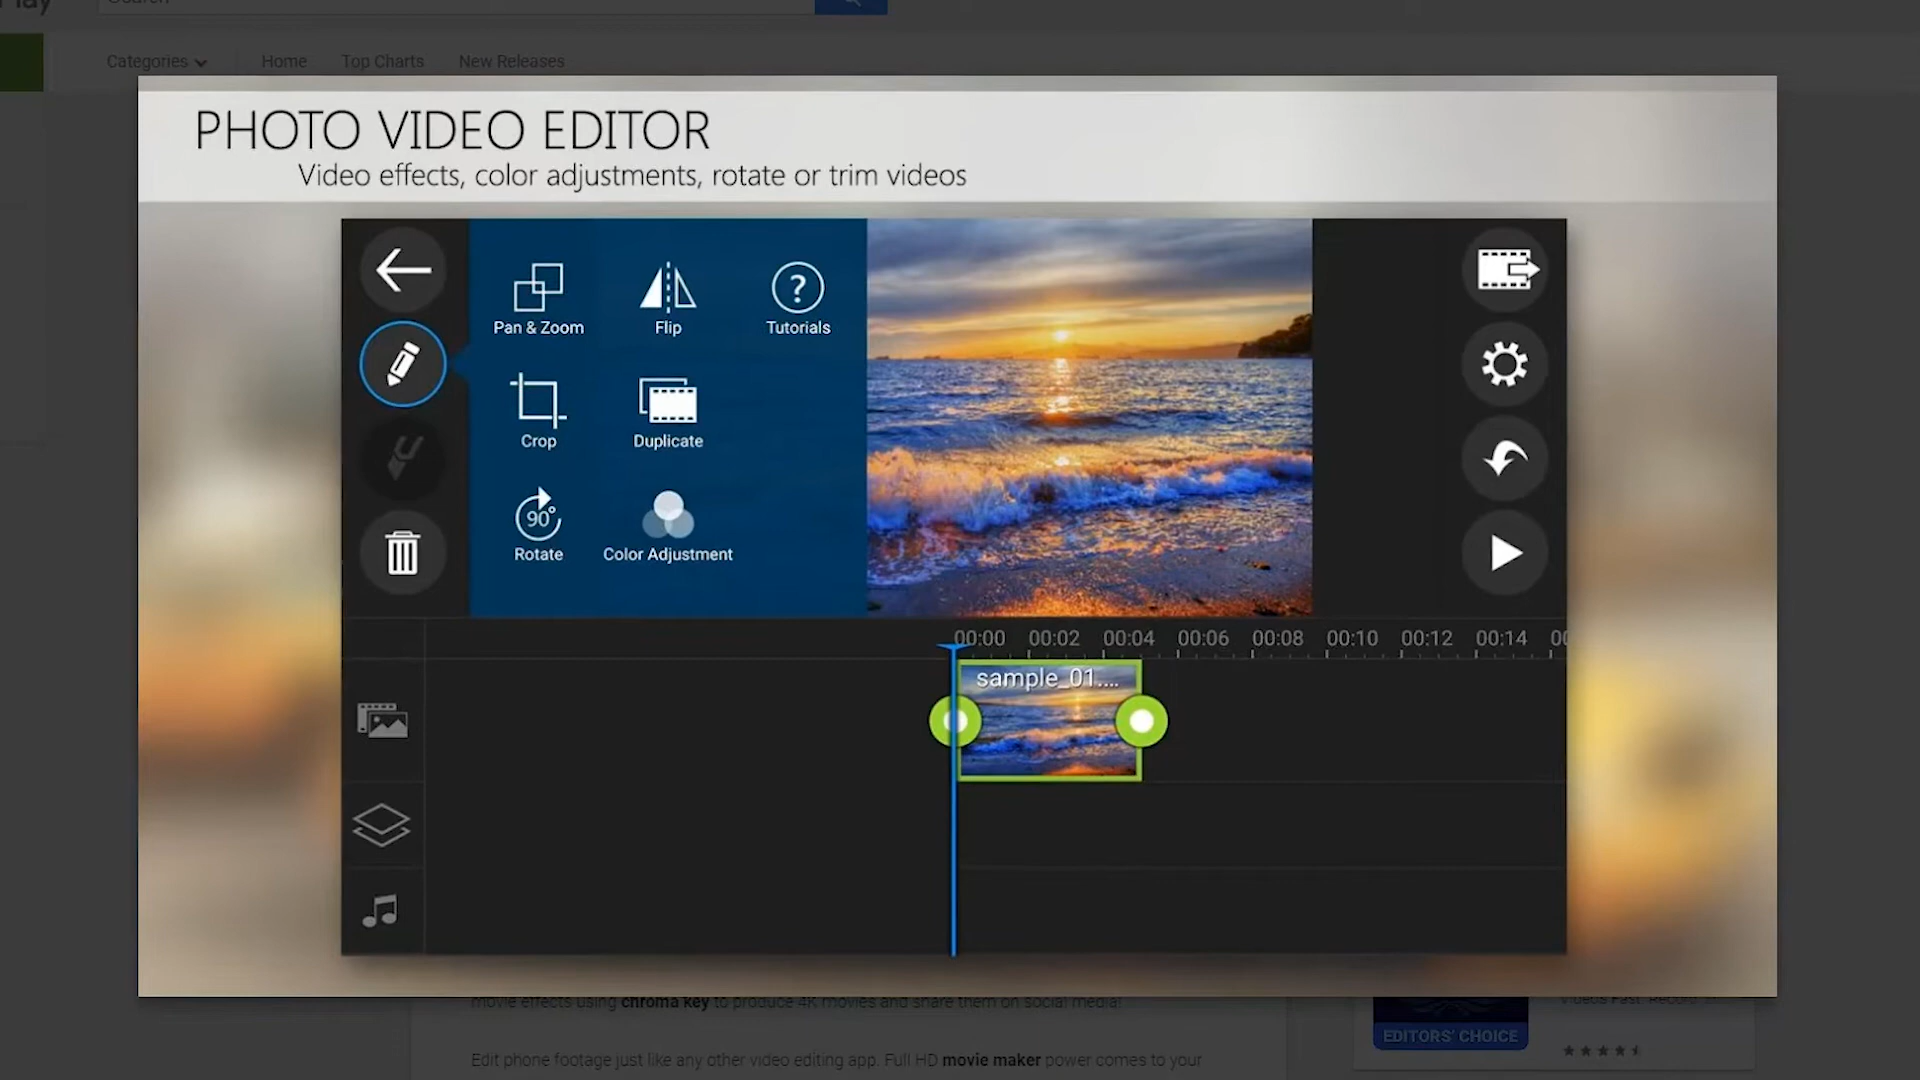 Play Search
Categories Home Top Charts New Releases
PHOTO VIDEO EDITOR
Video effects, color adjustments, rotate or trim videos
Pan & Zoom Flip ? Tutorials
Crop Duplicate
90° Rotate Color Adjustment
00:00 00:02 00:04 00:06 00:08 00:10 00:12 00:14 00
sample_01....
movie effects using chroma key to produce 4K movies and share them on social media!
EDITORS' CHOICE
Edit phone footage just like any other video editing app. Full HD movie maker power comes to your